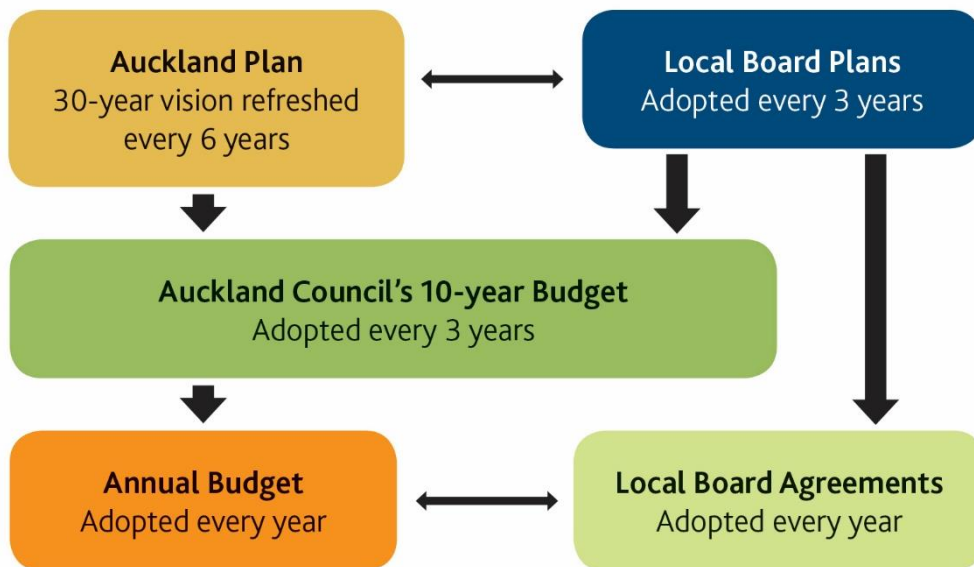 Auckland Plan
30-year vision refreshed
every 6 years
Local Board Plans
Adopted every 3 years
Auckland Council’s 10-year Budget
Adopted every 3 years
Annual Budget
Adopted every year
Local Board Agreements
Adopted every year